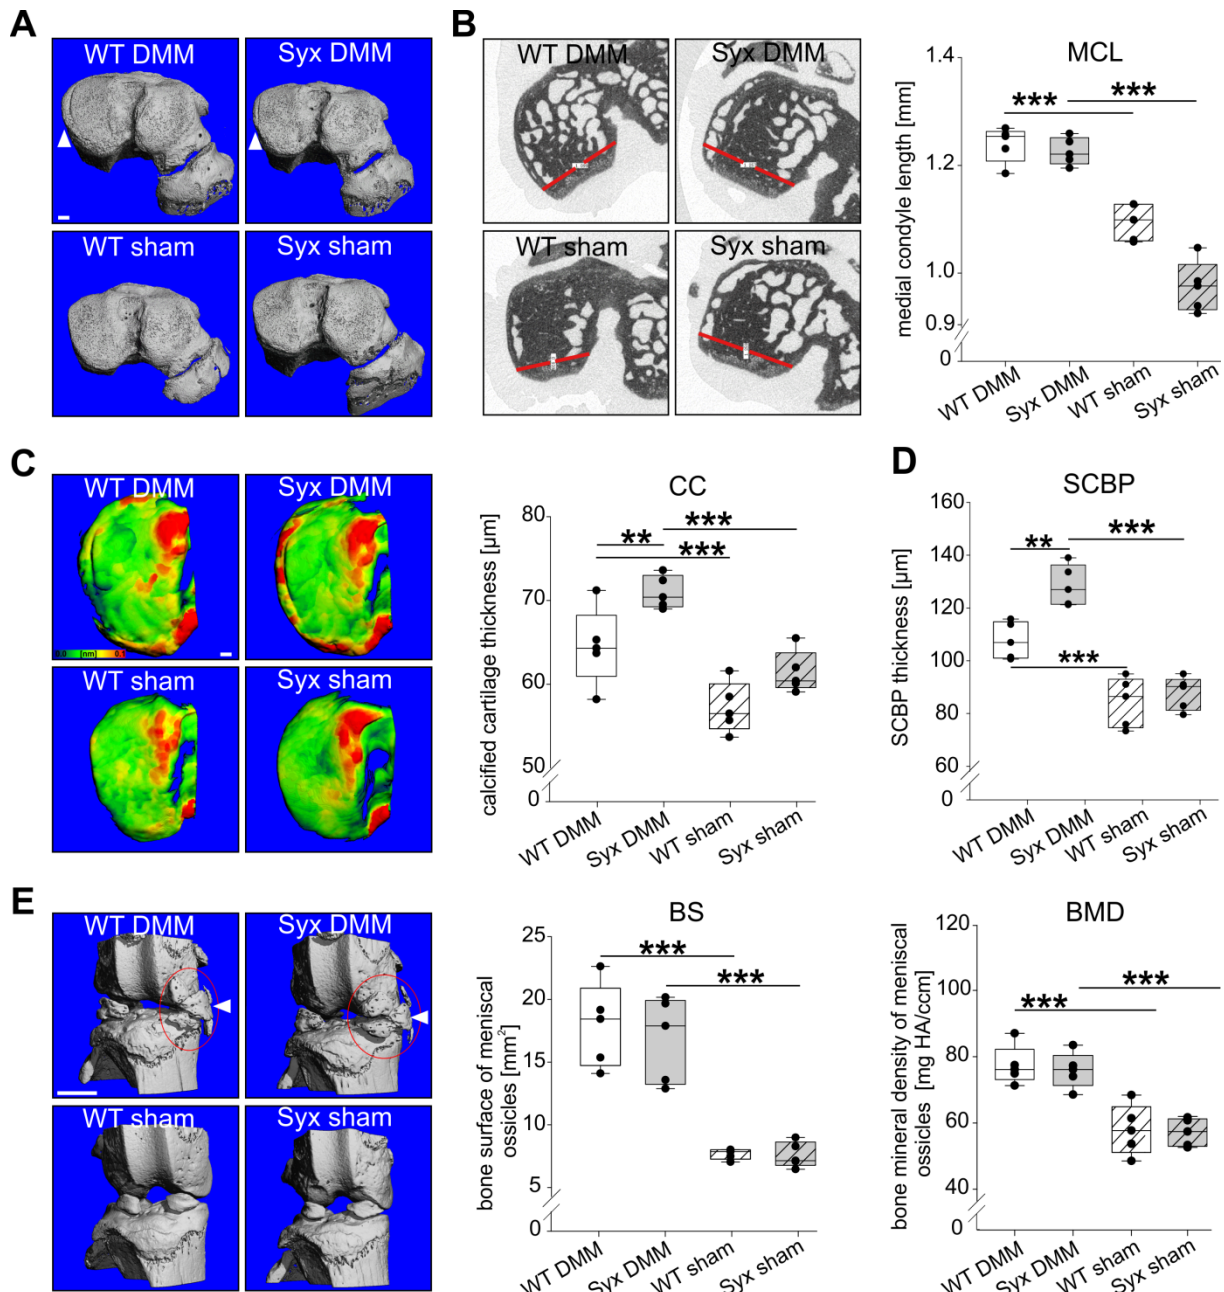 A
WT DMM
Syx DMM
WT sham
Syx sham
B
WT DMM
Syx DMM
WT sham
Syx sham
MCL
medial condyle length [mm]
1.4
1.2
1.0
0.9
0
***
***
WT DMM
Syx DMM
WT sham
Syx sham
C
WT DMM
Syx DMM
0.0 [nm] 0.1
WT sham
Syx sham
CC
calcified cartilage thickness [µm]
80
70
60
50
0
**
***
***
WT DMM
Syx DMM
WT sham
Syx sham
D
SCBP
SCBP thickness [µm]
160
140
120
100
80
60
0
**
***
***
WT DMM
Syx DMM
WT sham
Syx sham
E
WT DMM
Syx DMM
WT sham
Syx sham
BS
bone surface of meniscal
ossicles [mm²]
25
20
15
10
5
0
***
***
WT DMM
Syx DMM
WT sham
Syx sham
BMD
bone mineral density of meniscal
ossicles [mg HA/ccm]
120
100
80
60
40
0
***
***
WT DMM
Syx DMM
WT sham
Syx sham